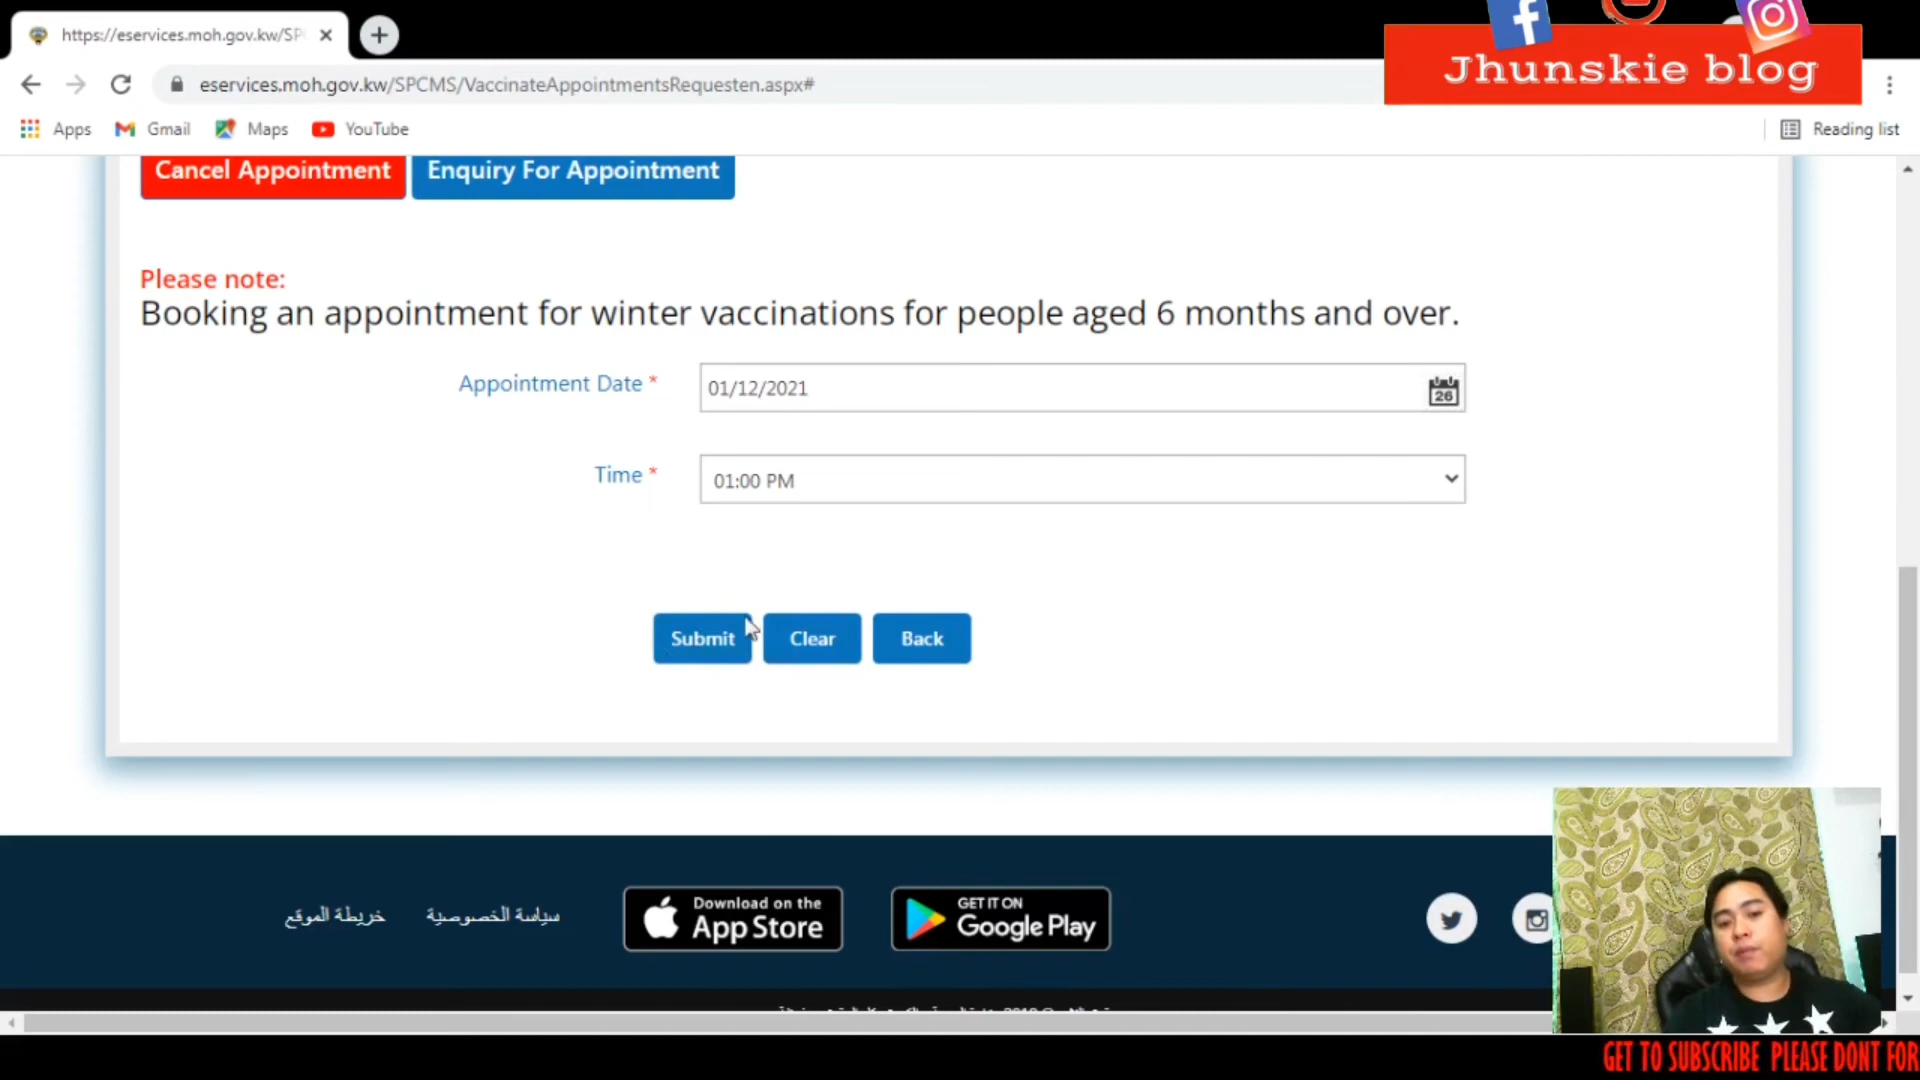 https://eservices.moh.gov.kw/SP
Jhunskie blog
eservices.moh.gov.kw/SPCMS/VaccinateAppointmentsRequesten.aspx#
Apps Gmail Maps YouTube Reading list
Cancel Appointment Enquiry For Appointment
Please note:
Booking an appointment for winter vaccinations for people aged 6 months and over.
Appointment Date * 01/12/2021
26
Time * 01:00 PM
Submit Clear Back
خريطة الموقع سياسة الخصوصية
Download on the
App Store
GET IT ON
Google Play
GET TO SUBSCRIBE PLEASE DONT FOR